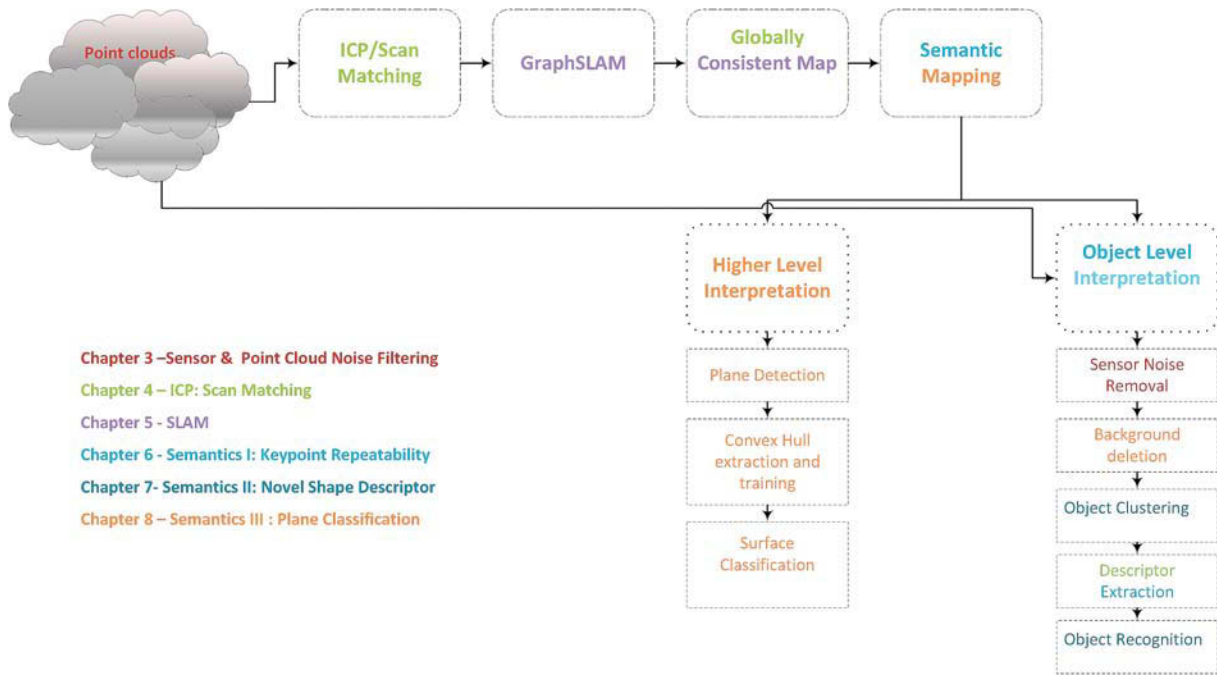 Point clouds
ICP/Scan
Matching
GraphSLAM
Globally
Consistent Map
Semantic
Mapping
Higher Level
Interpretation
Object Level
Interpretation
Plane Detection
Convex Hull
extraction and
training
Surface
Classification
Sensor Noise
Removal
Background
deletion
Object Clustering
Descriptor
Extraction
Object Recognition
Chapter 3 –Sensor & Point Cloud Noise Filtering
Chapter 4 – ICP: Scan Matching
Chapter 5 - SLAM
Chapter 6 - Semantics I: Keypoint Repeatability
Chapter 7- Semantics II: Novel Shape Descriptor
Chapter 8 – Semantics III : Plane Classification